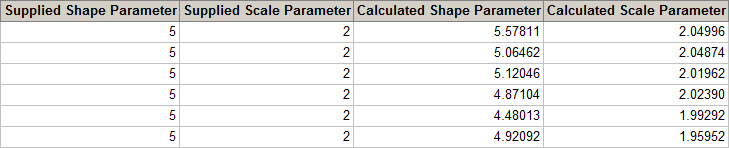 Supplied Shape Parameter Supplied Scale Parameter Calculated Shape Parameter Calculated Scale Parameter
5 2 5.57811 2.04996
5 2 5.06462 2.04874
5 2 5.12046 2.01962
5 2 4.87104 2.02390
5 2 4.48013 1.99292
5 2 4.92092 1.95952